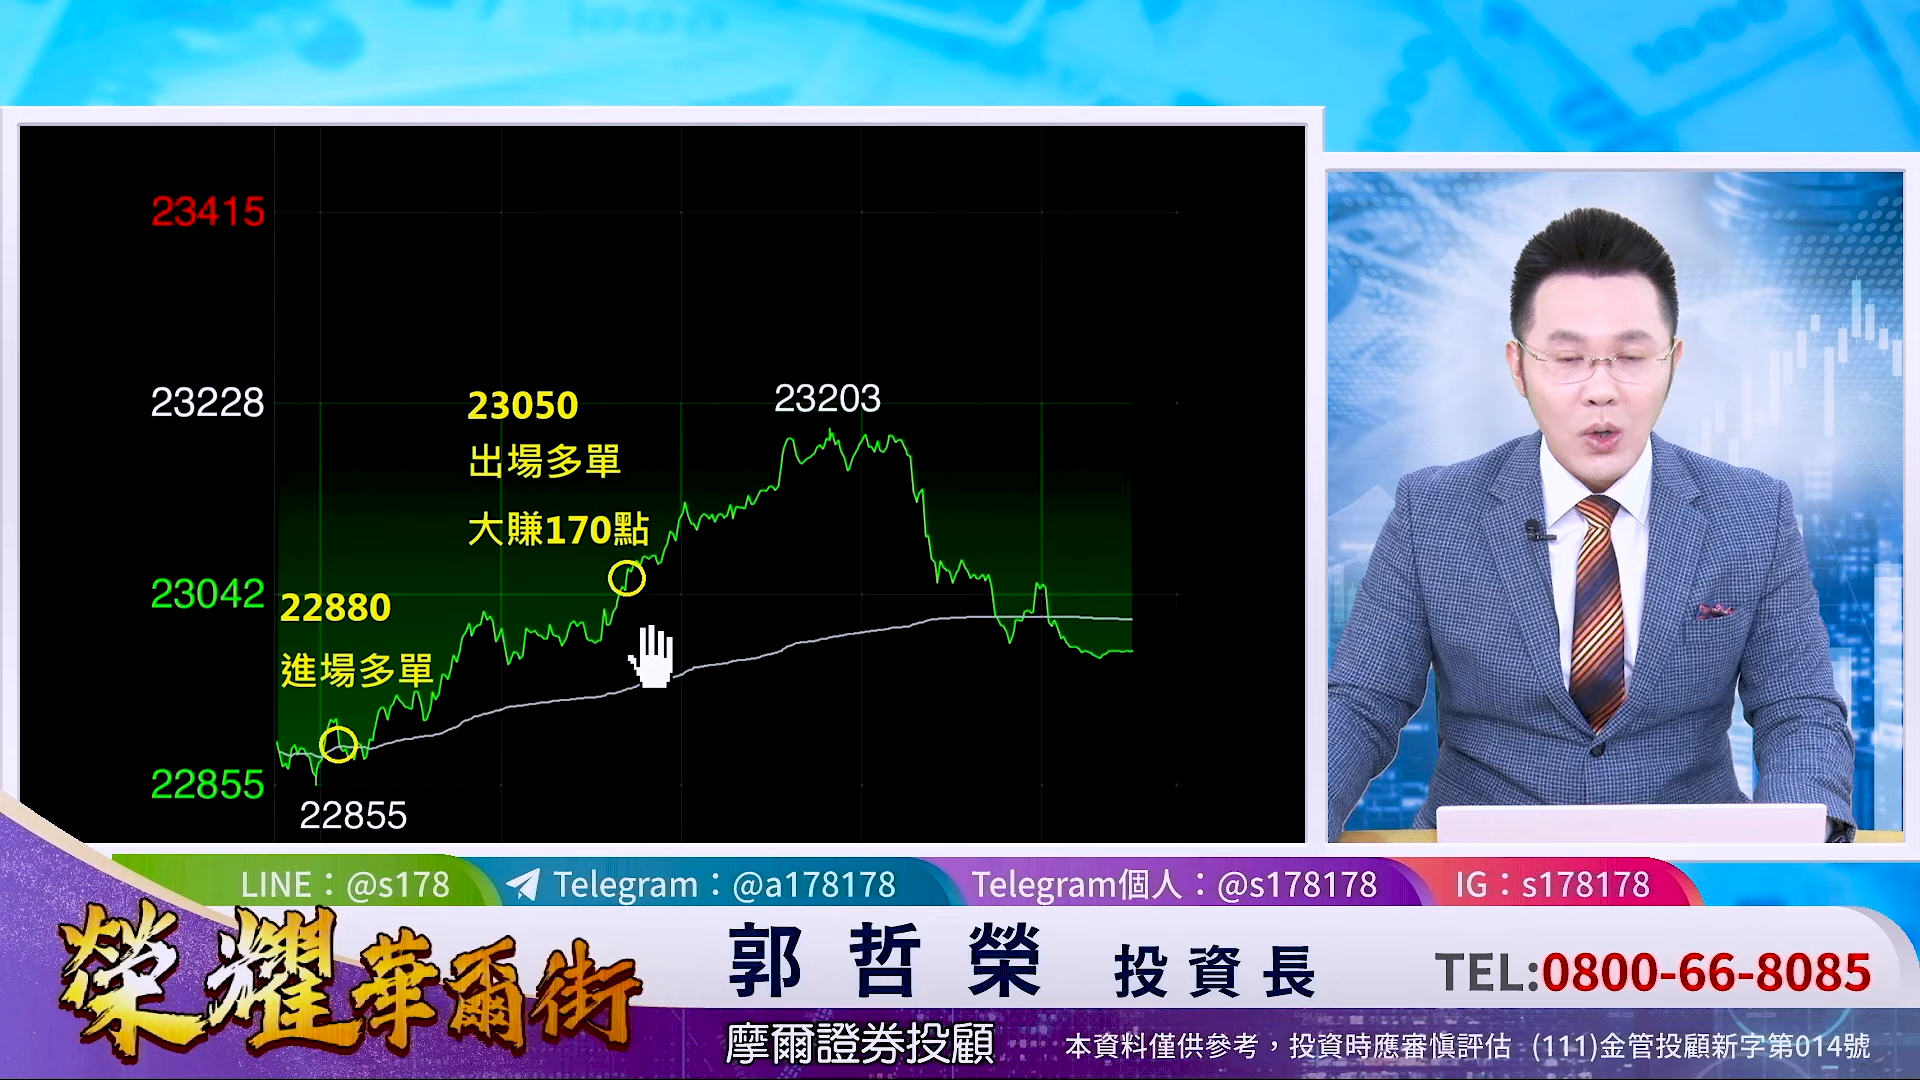 23415
23228
23042
22855
23203
23050
出場多單
大賺170點
22880
進場多單
22855
LINE：@s178
Telegram：@a178178
Telegram個人：@s178178
IG：s178178
榮耀華爾街
郭哲榮 投資長
TEL:0800-66-8085
摩爾證券投顧
本資料僅供參考，投資時應審慎評估 (111)金管投顧新字第014號